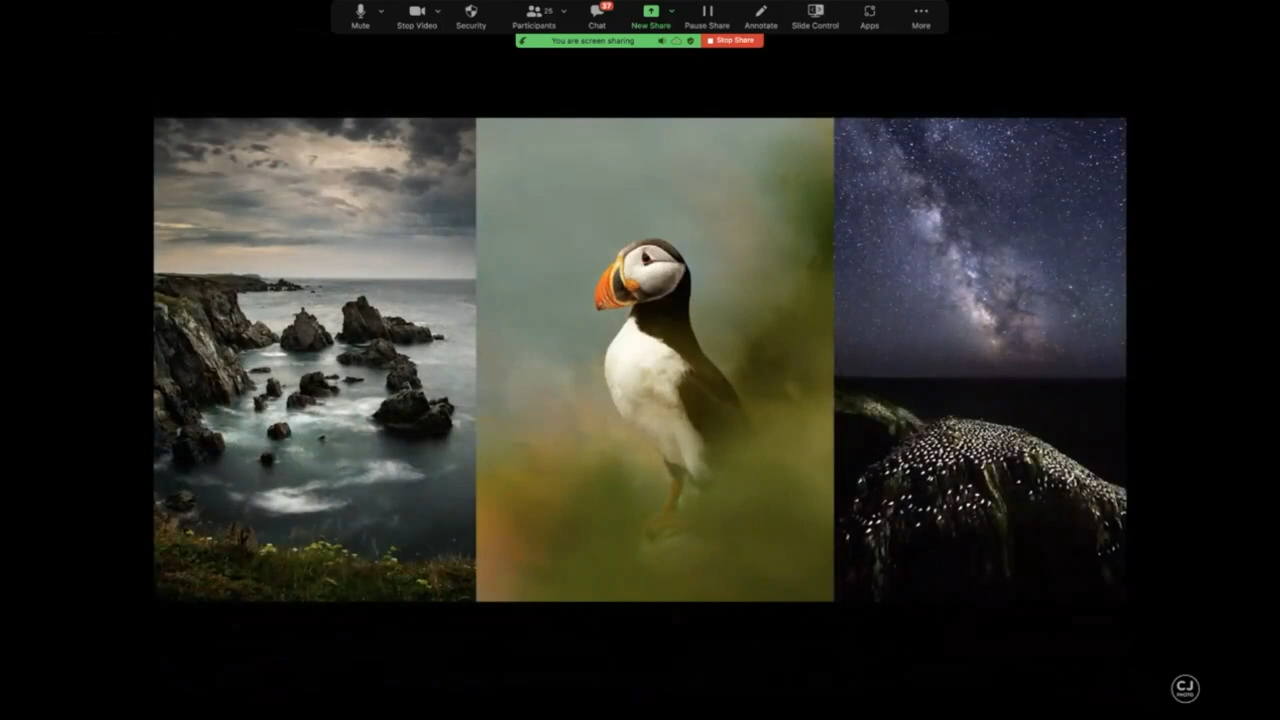 Mute
Stop Video
Security
Participants
25
Chat
37
New Share
Pause Share
Annotate
Slide Control
Apps
More
You are screen sharing
Stop Share
CJ
PHOTO